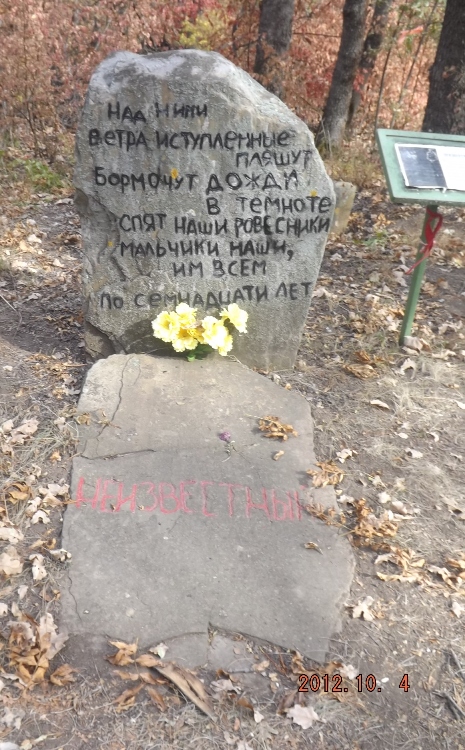 НАД НИМИ
ВЕТРА ИСТУПЛЕННЫЕ
ПЛЯШУТ
БОРМОЧУТ ДОЖДИ
В ТЕМНОТЕ
СПЯТ НАШИ РОВЕСНИКИ
МАЛЬЧИКИ НАШИ,
ИМ ВСЕМ
ПО СЕМНАДЦАТИ ЛЕТ
НЕИЗВЕСТНЫЙ
2012.10. 4